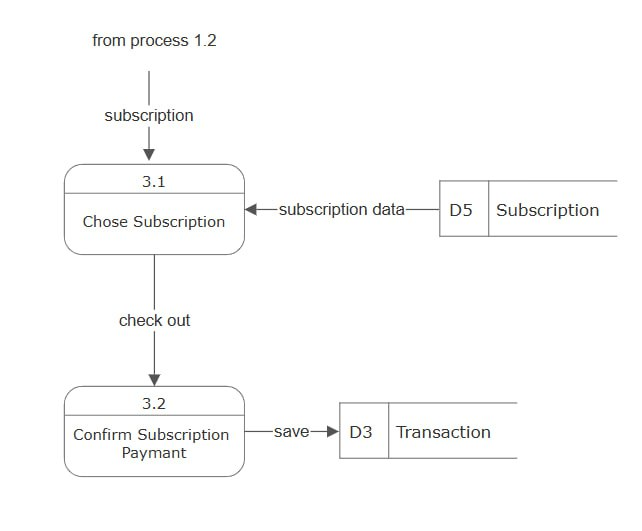 from process 1.2
subscription
3.1
Chose Subscription
subscription data
D5
Subscription
check out
3.2
Confirm Subscription
Paymant
save
D3
Transaction